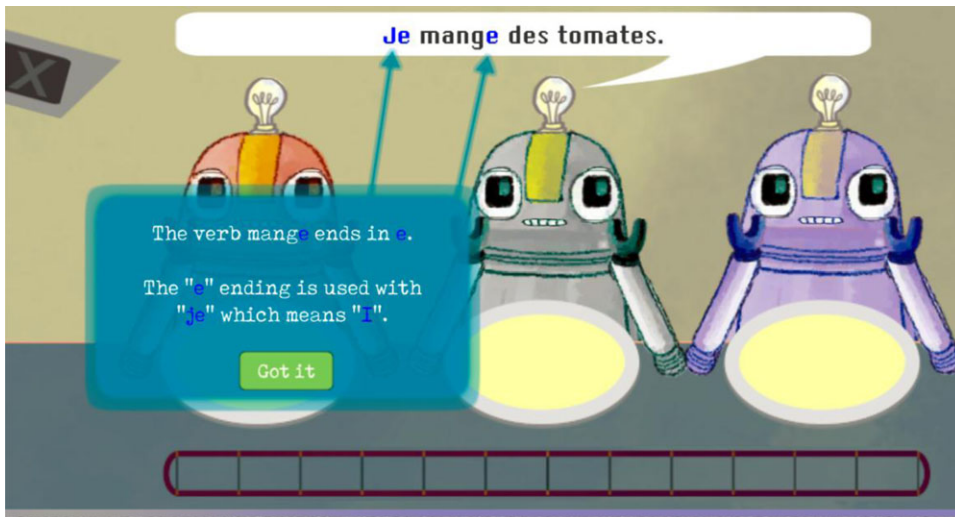 X
Je mange des tomates.
The verb mange ends in e.
The "e" ending is used with
"je" which means "I".
Got it